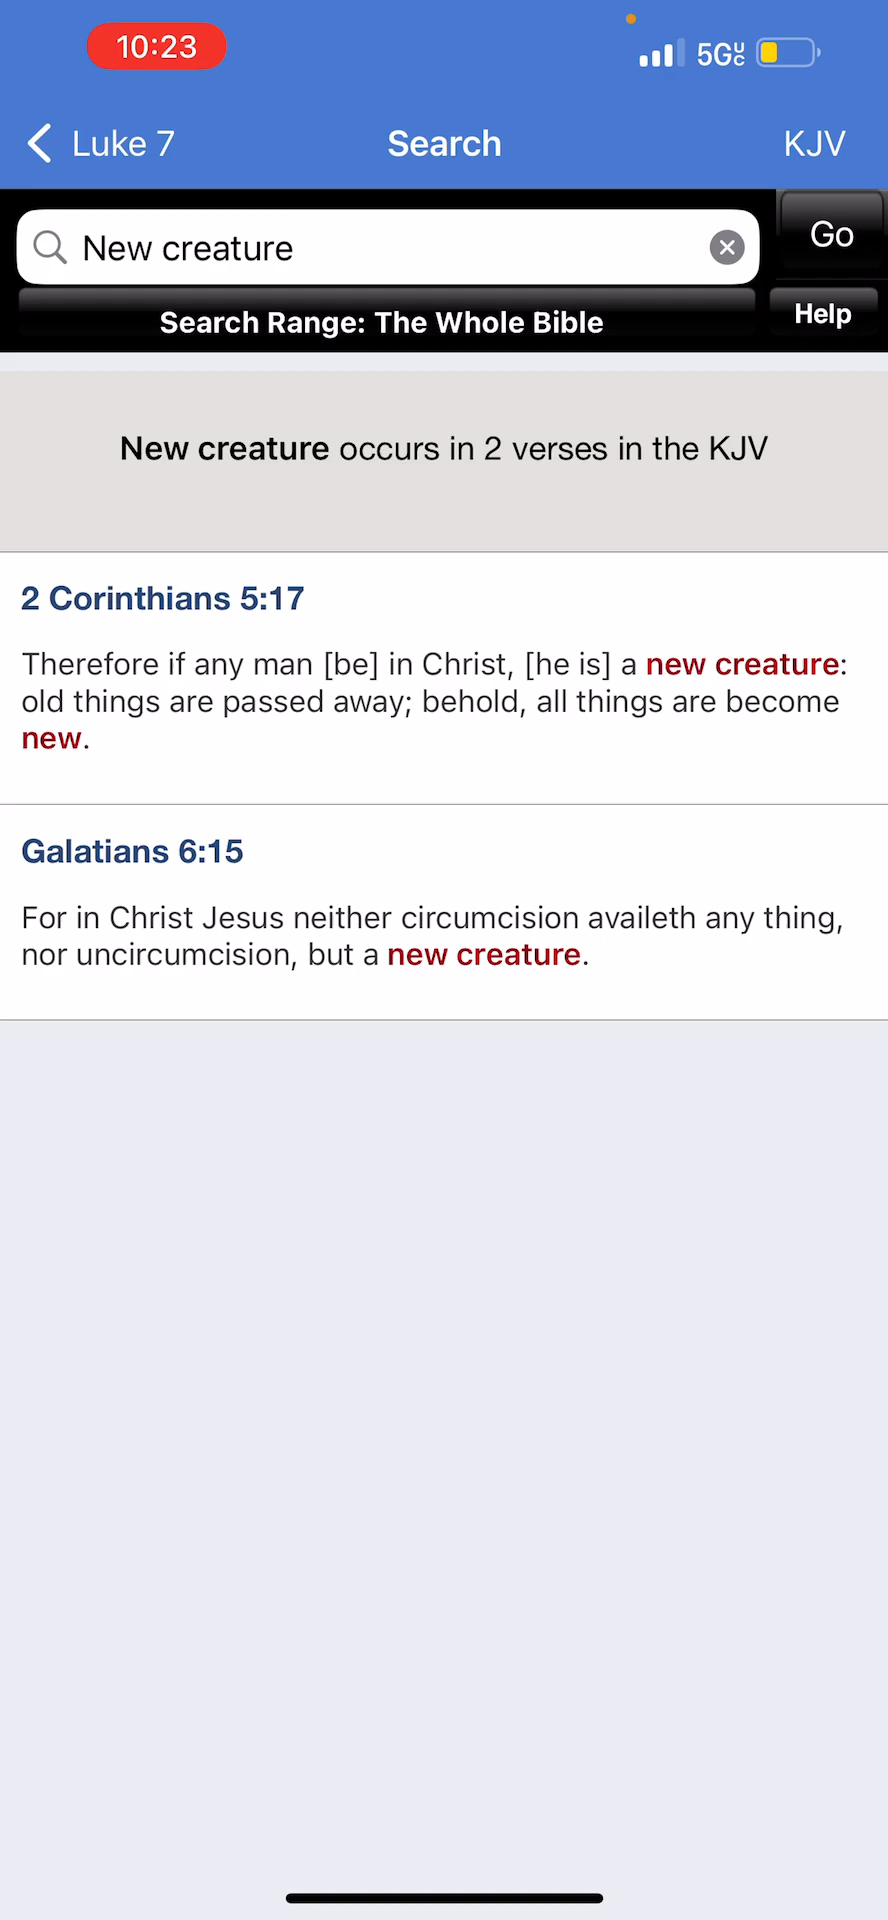 10:23
5G UC
Luke 7
Search
KJV
New creature
Go
Search Range: The Whole Bible
Help
New creature occurs in 2 verses in the KJV
2 Corinthians 5:17
Therefore if any man [be] in Christ, [he is] a new creature:
old things are passed away; behold, all things are become
new.
Galatians 6:15
For in Christ Jesus neither circumcision availeth any thing,
nor uncircumcision, but a new creature.